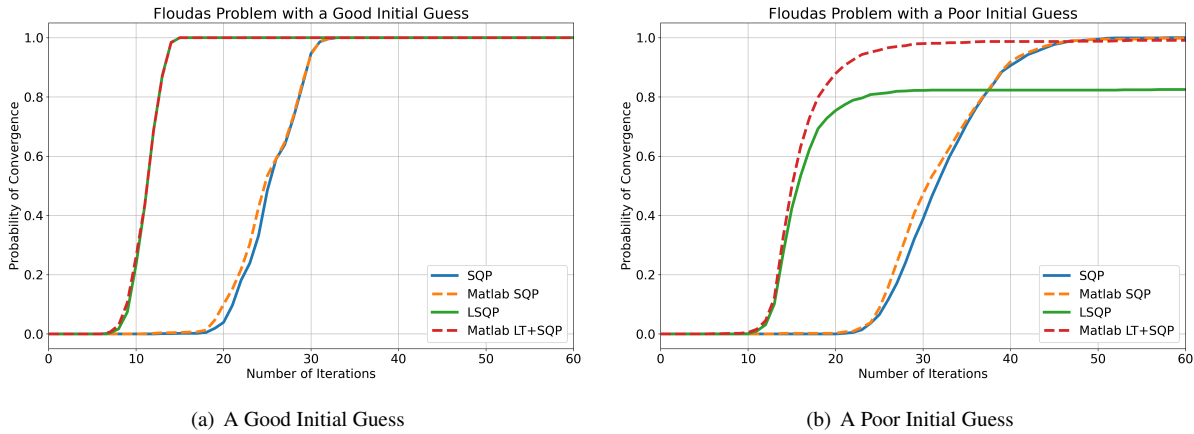 Floudas Problem with a Good Initial Guess
1.0
0.8
0.6
0.4
0.2
0.0
Probability of Convergence
0 10 20 30 40 50 60
Number of Iterations
SQP
Matlab SQP
LSQP
Matlab LT+SQP
(a) A Good Initial Guess
Floudas Problem with a Poor Initial Guess
1.0
0.8
0.6
0.4
0.2
0.0
Probability of Convergence
0 10 20 30 40 50 60
Number of Iterations
SQP
Matlab SQP
LSQP
Matlab LT+SQP
(b) A Poor Initial Guess